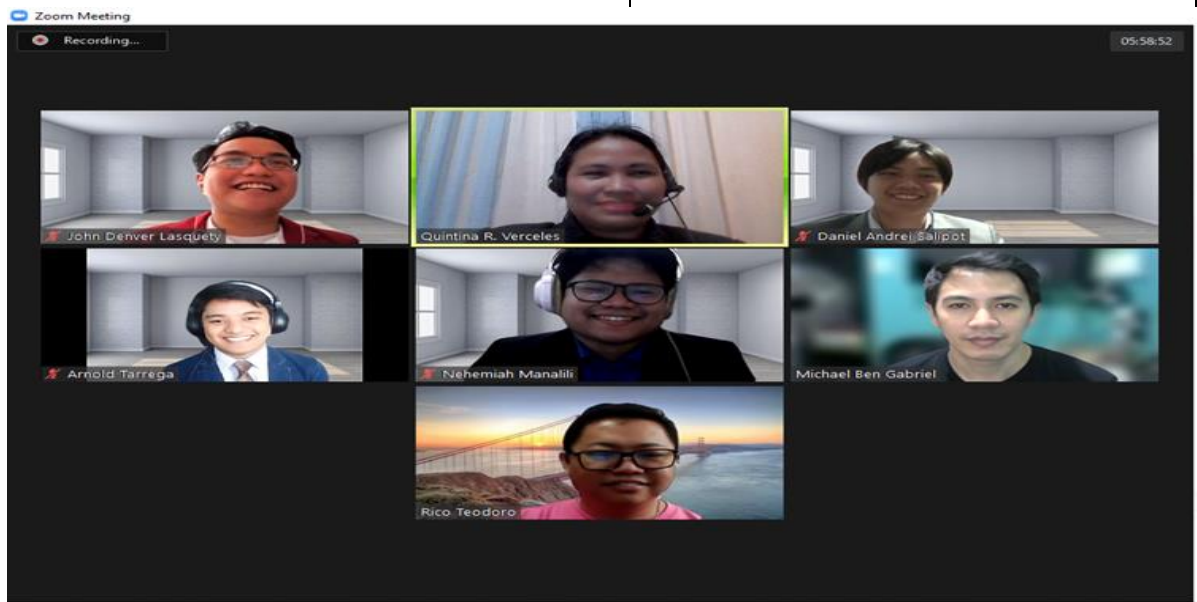 Zoom Meeting
Recording...
05:58:52
John Denver Lasquety
Quintina R. Verceles
Daniel Andrei Salipot
Arnold Tarrega
Nehemiah Manalili
Michael Ben Gabriel
Rico Teodoro